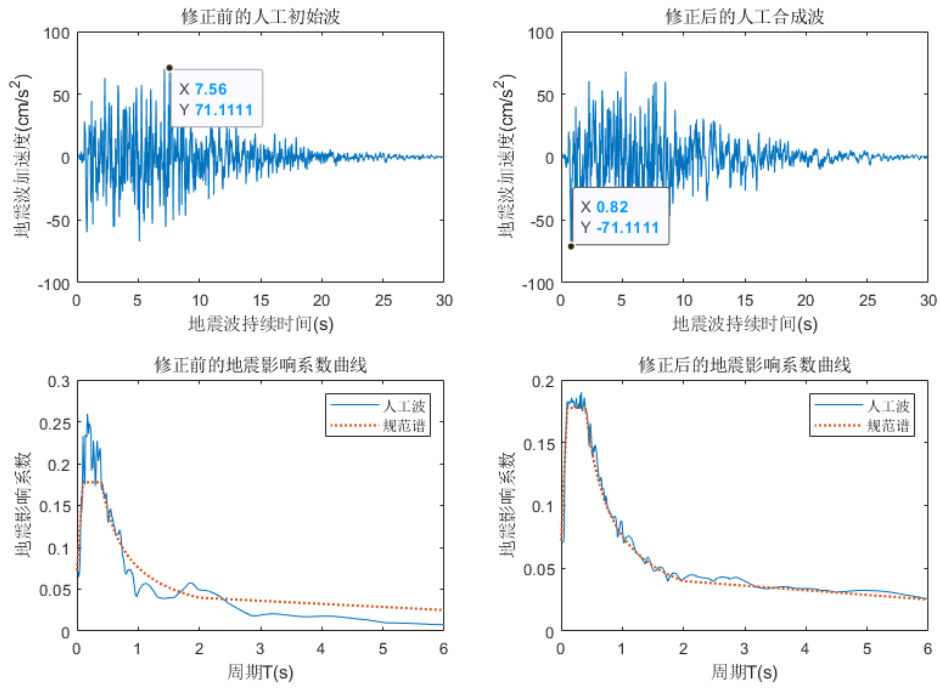 修正前的人工初始波
100
50
0
-50
-100
地震波加速度(cm/s²)
X 7.56
Y 71.1111
0 5 10 15 20 25 30
地震波持续时间(s)
修正后的人工合成波
100
50
0
-50
-100
地震波加速度(cm/s²)
X 0.82
Y -71.1111
0 5 10 15 20 25 30
地震波持续时间(s)
修正前的地震影响系数曲线
0.3
0.25
0.2
0.15
0.1
0.05
0
地震影响系数
人工波
规范谱
0 1 2 3 4 5 6
周期T(s)
修正后的地震影响系数曲线
0.2
0.15
0.1
0.05
0
地震影响系数
人工波
规范谱
0 1 2 3 4 5 6
周期T(s)